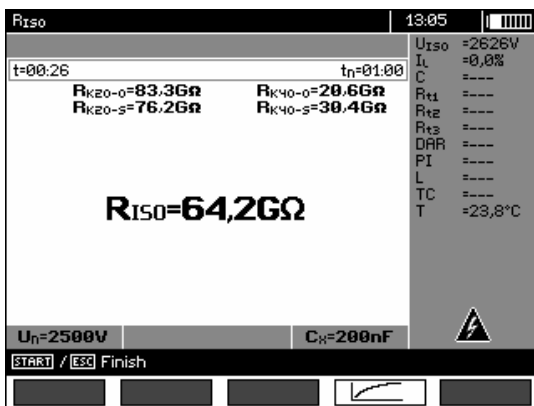 RISO 13:05
t=00:26 tn=01:00
RK20-O=83,3GΩ RK40-O=20,6GΩ
RK20-S=76,2GΩ RK40-S=30,4GΩ
RISO=64,2GΩ
Un=2500V CX=200nF
UISO =2626V
IL =0,0%
C =---
Rt1 =---
Rt2 =---
Rt3 =---
DAR =---
PI =---
L =---
TC =---
T =23,8°C
START / ESC Finish